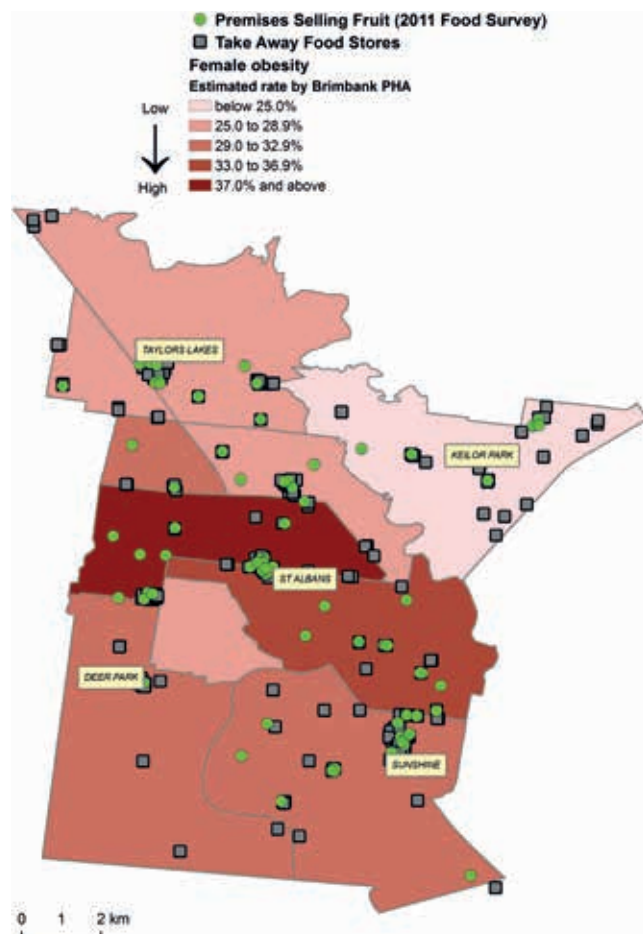 Premises Selling Fruit (2011 Food Survey)
Take Away Food Stores
Female obesity
Estimated rate by Brimbank PHA
Low
High
below 25.0%
25.0 to 28.9%
29.0 to 32.9%
33.0 to 36.9%
37.0% and above
TAYLORS LAKES
KEILOR PARK
ST ALBANS
DEER PARK
SUNSHINE
0 1 2 km